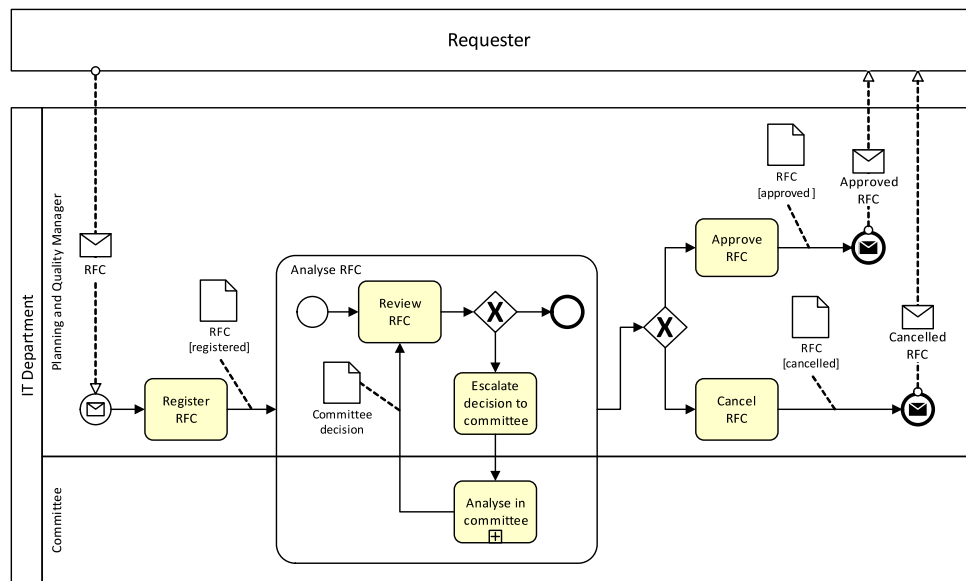 Requester
IT Department
Planning and Quality Manager
Committee
RFC
Register
RFC
RFC
[registered]
Analyse RFC
Review
RFC
X
Committee
decision
Escalate
decision to
committee
Analyse in
committee
X
Approve
RFC
RFC
[approved ]
Approved
RFC
Cancel
RFC
RFC
[cancelled]
Cancelled
RFC